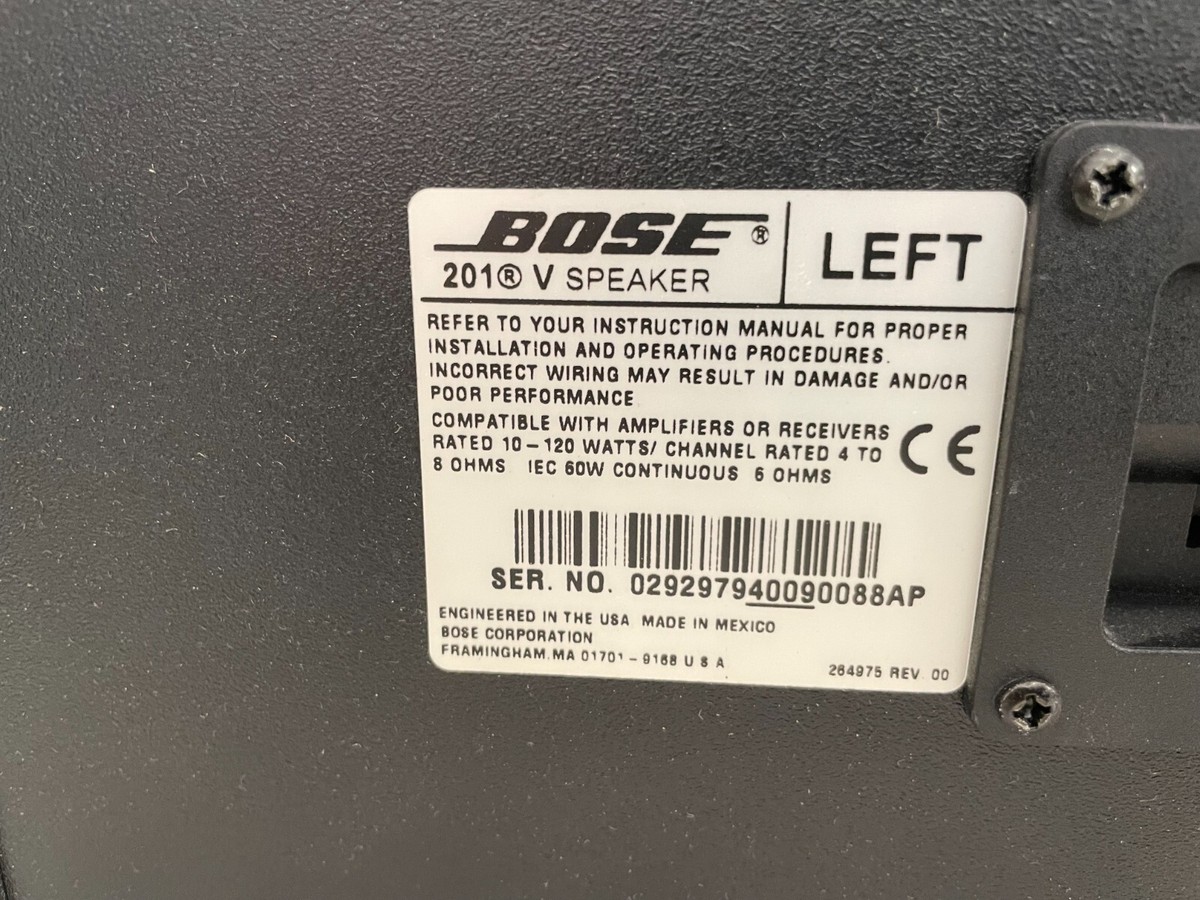 BOSE®
201® V SPEAKER
LEFT
REFER TO YOUR INSTRUCTION MANUAL FOR PROPER
INSTALLATION AND OPERATING PROCEDURES.
INCORRECT WIRING MAY RESULT IN DAMAGE AND/OR
POOR PERFORMANCE
COMPATIBLE WITH AMPLIFIERS OR RECEIVERS
RATED 10-120 WATTS/ CHANNEL RATED 4 TO
8 OHMS IEC 60W CONTINUOUS 6 OHMS
CE
SER. NO. 029297940090088AP
ENGINEERED IN THE USA MADE IN MEXICO
BOSE CORPORATION
FRAMINGHAM, MA 01701-9168 U S A
264975 REV. 00